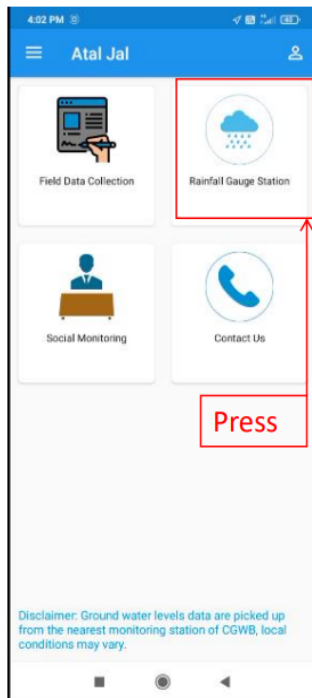 4:02 PM
Atal Jal
Field Data Collection
Rainfall Gauge Station
Social Monitoring
Contact Us
Press
Disclaimer: Ground water levels data are picked up
from the nearest monitoring station of CGWB, local
conditions may vary.